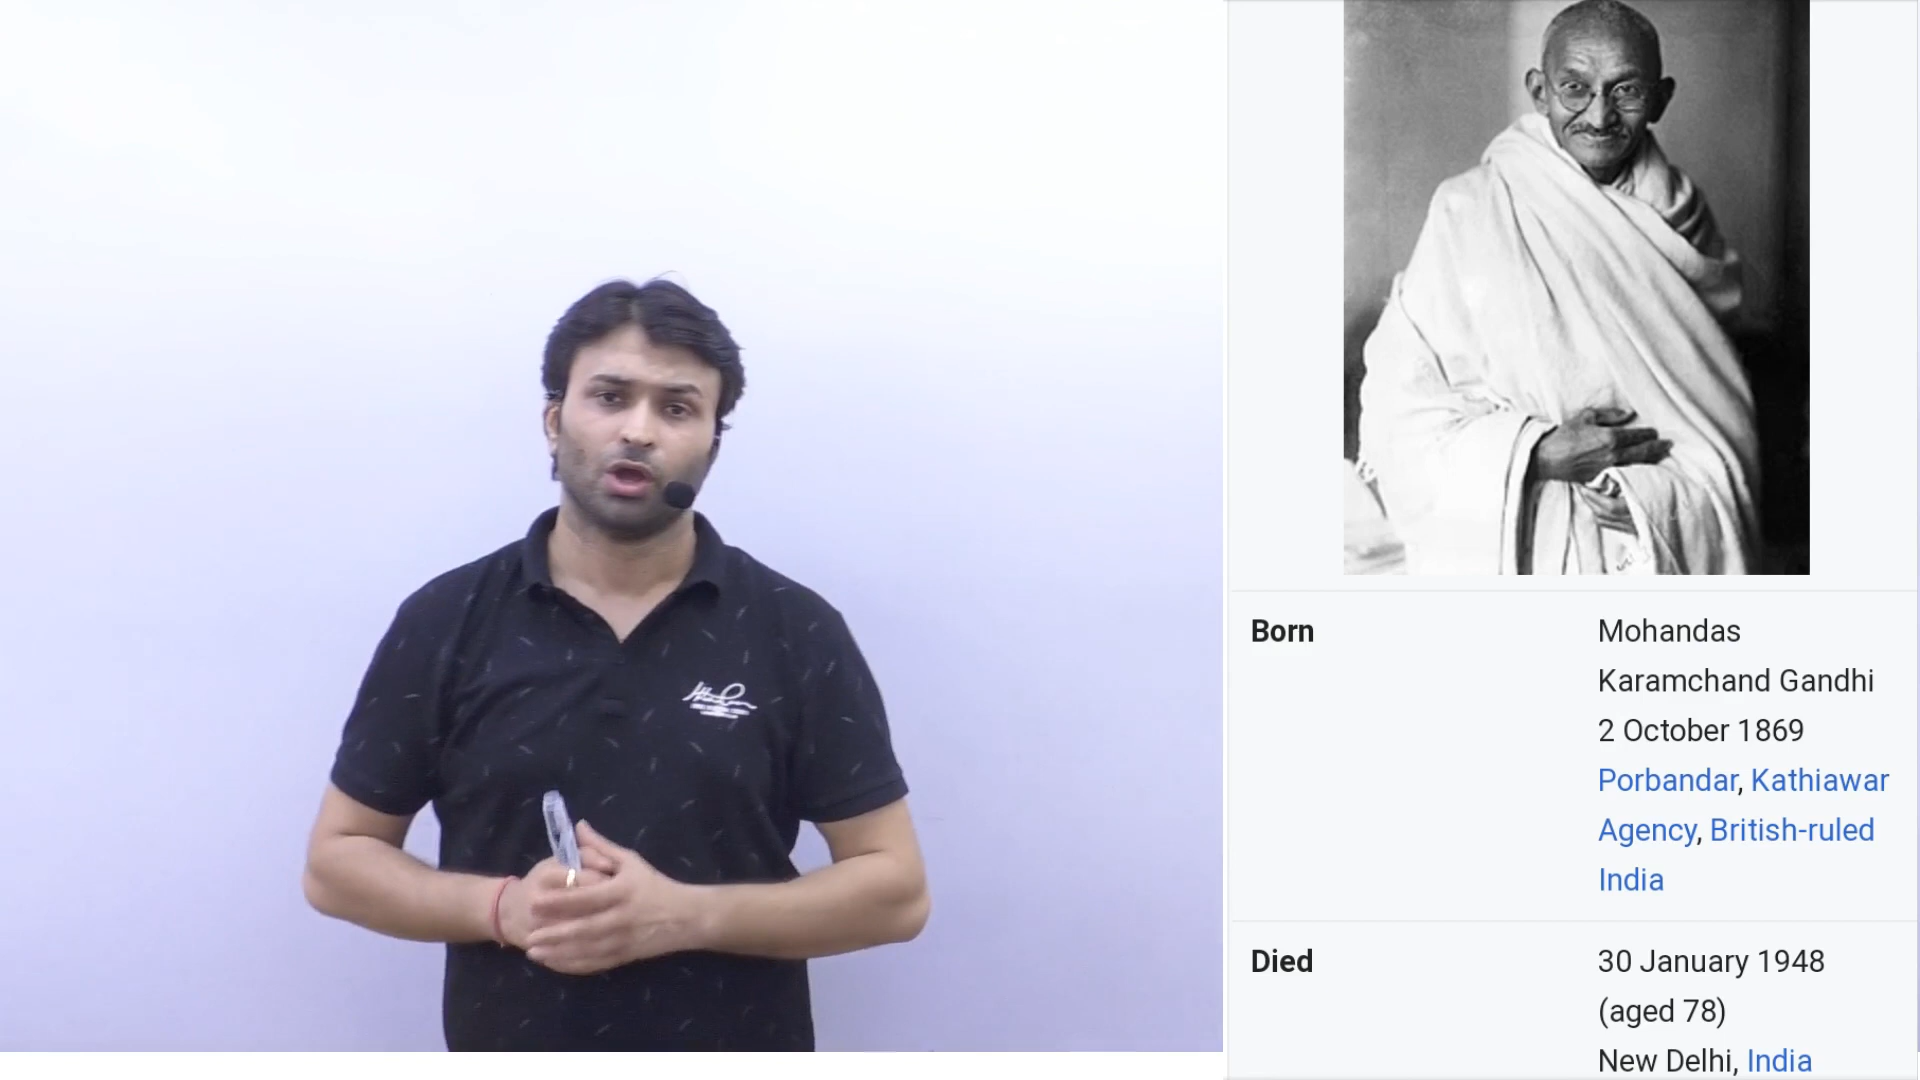 Born
Mohandas
Karamchand Gandhi
2 October 1869
Porbandar, Kathiawar
Agency, British-ruled
India
Died
30 January 1948
(aged 78)
New Delhi, India